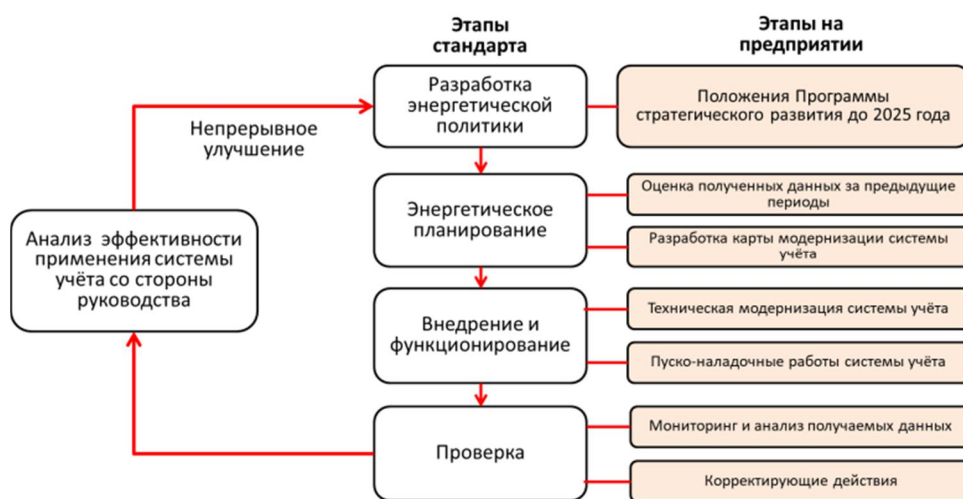 Этапы
стандарта
Этапы на
предприятии
Разработка
энергетической
политики
Положения Программы
стратегического развития до 2025 года
Непрерывное
улучшение
Энергетическое
планирование
Оценка полученных данных за предыдущие
периоды
Разработка карты модернизации системы
учёта
Анализ эффективности
применения системы
учёта со стороны
руководства
Внедрение и
функционирование
Техническая модернизация системы учёта
Пуско-наладочные работы системы учёта
Проверка
Мониторинг и анализ получаемых данных
Корректирующие действия